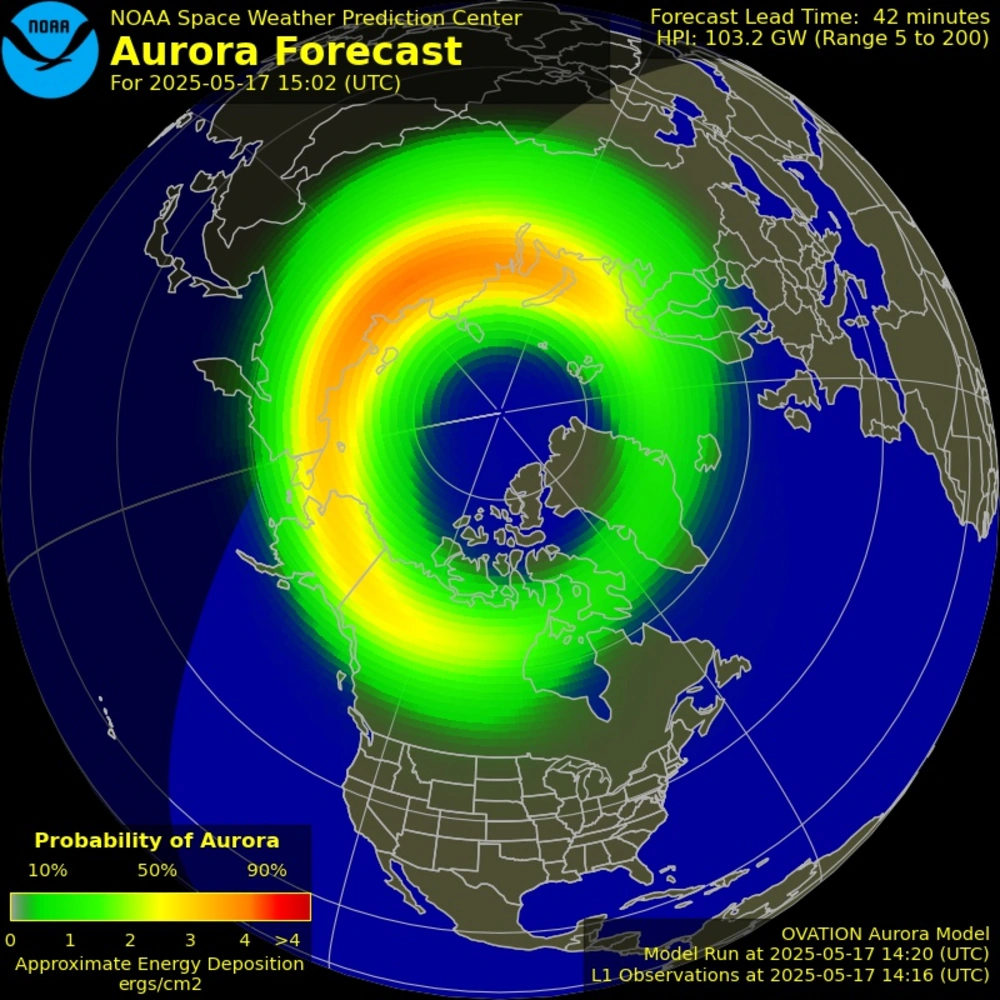 NOAA
NOAA Space Weather Prediction Center
Aurora Forecast
For 2025-05-17 15:02 (UTC)
Forecast Lead Time: 42 minutes
HPI: 103.2 GW (Range 5 to 200)
Probability of Aurora
10% 50% 90%
0 1 2 3 4 >4
Approximate Energy Deposition
ergs/cm2
OVATION Aurora Model
Model Run at 2025-05-17 14:20 (UTC)
L1 Observations at 2025-05-17 14:16 (UTC)